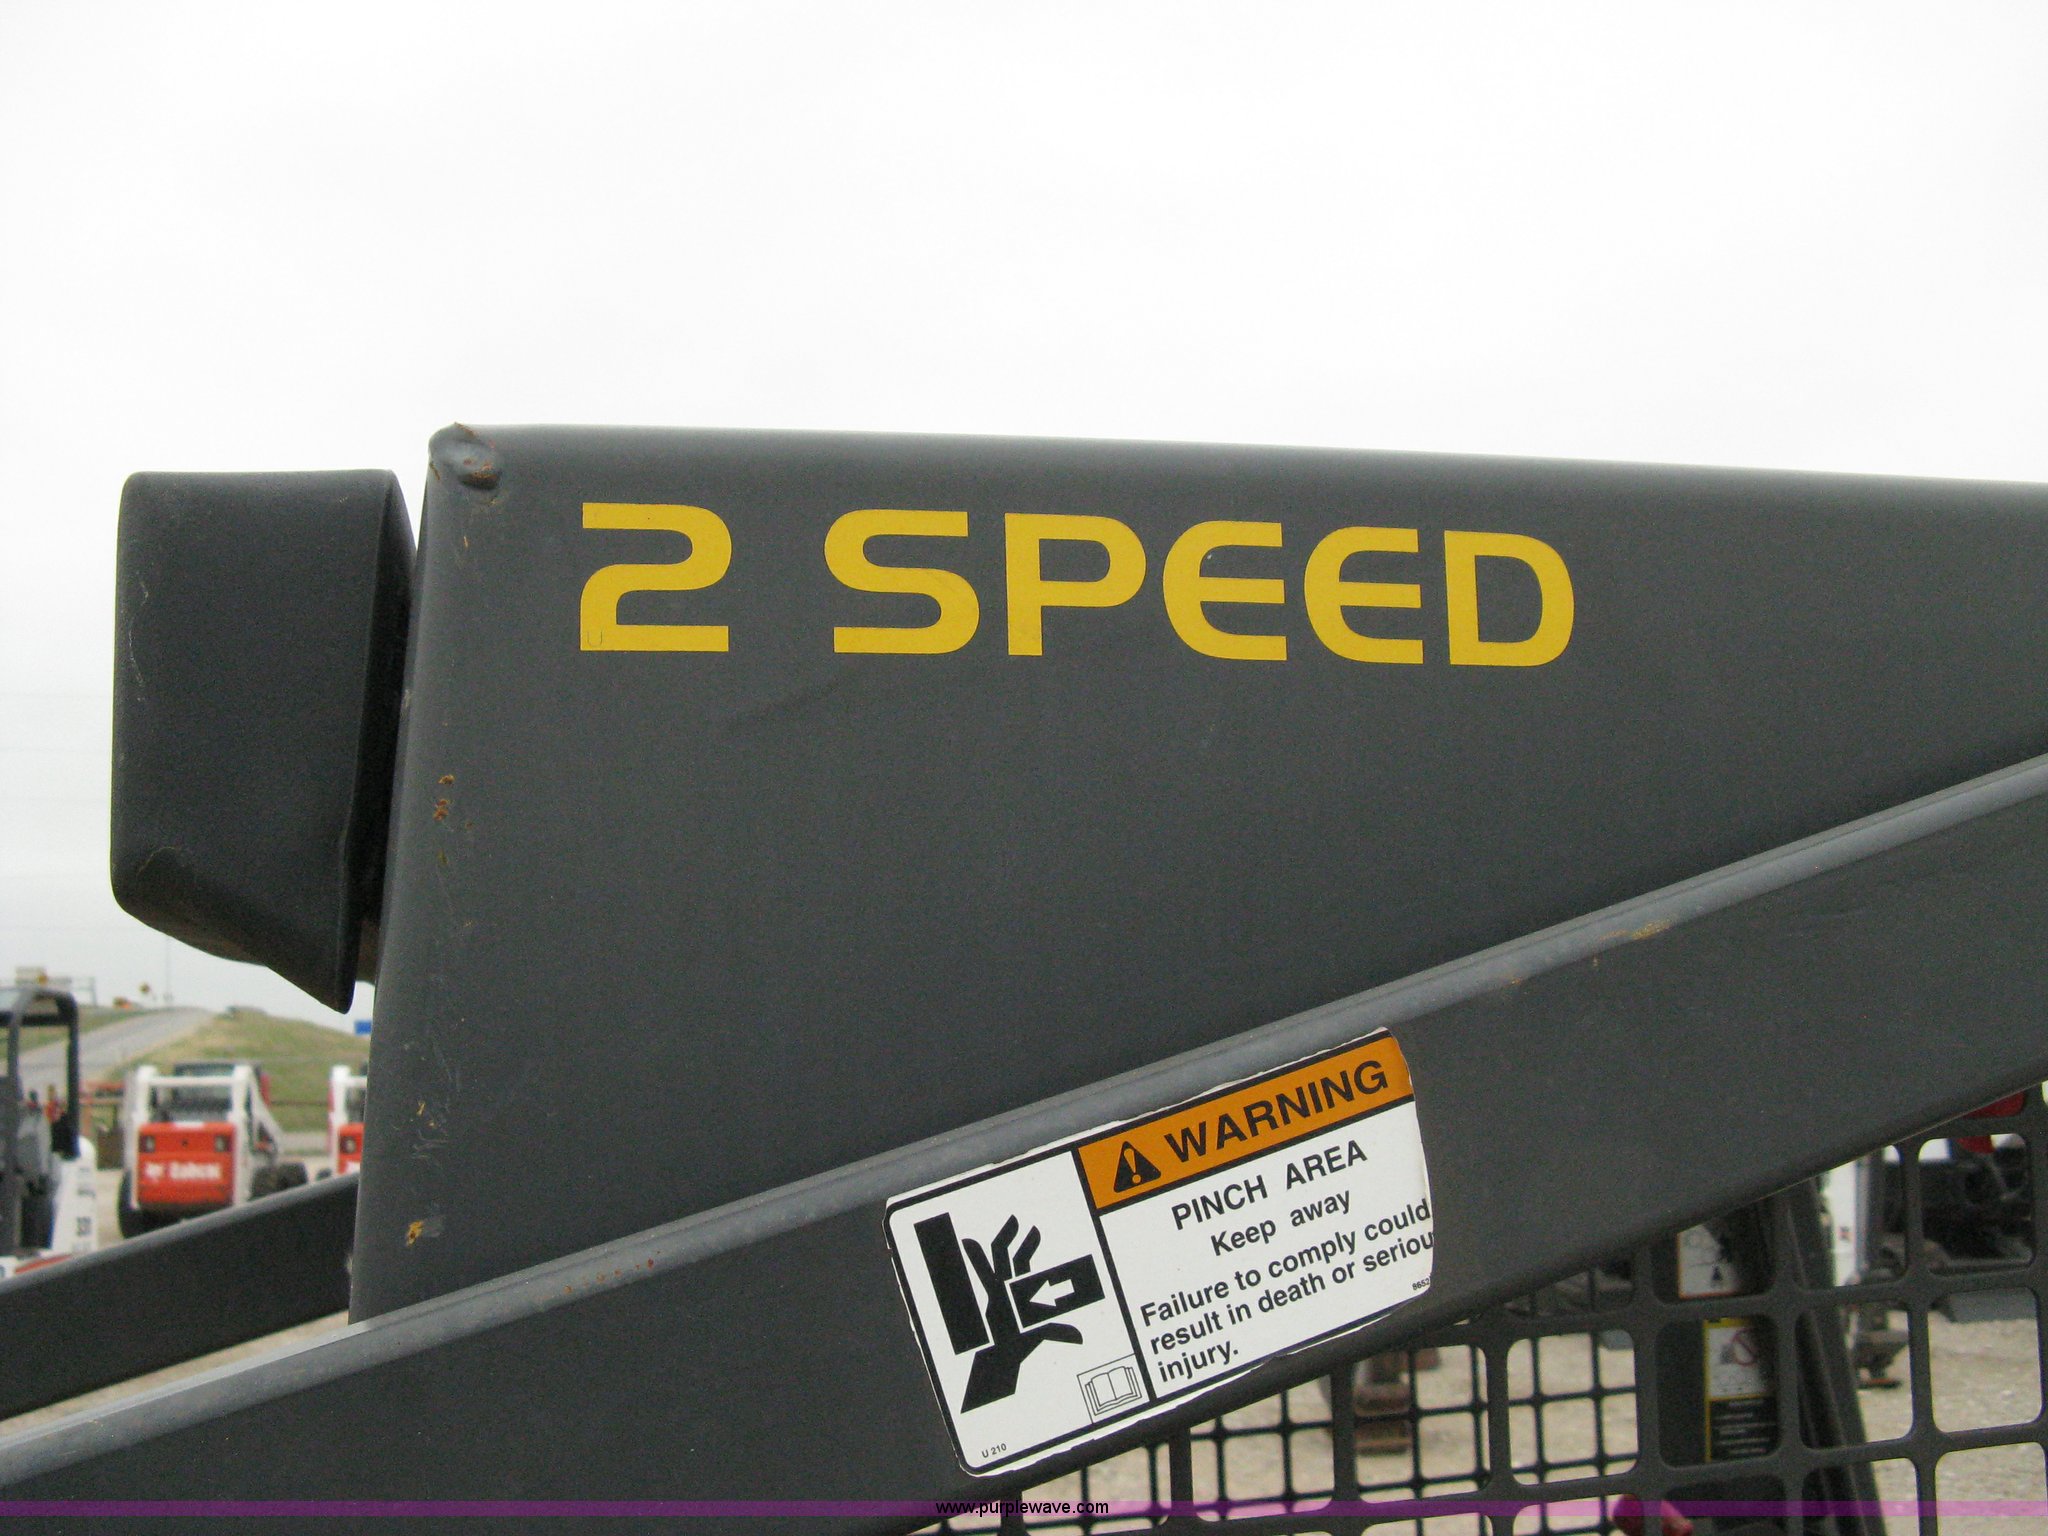 2 SPEED
WARNING
PINCH AREA
Keep away
Failure to comply could
result in death or seriou
injury.
U 210
Bobcat
www.purplewave.com